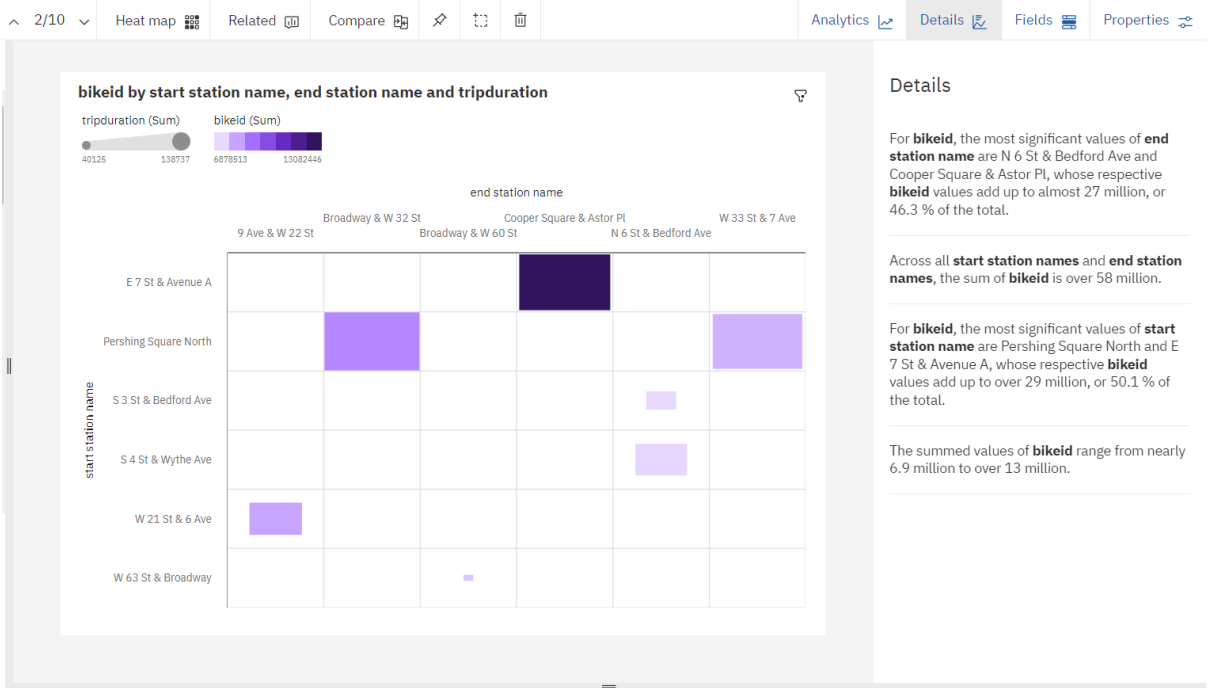 2/10
Heat map
Related
Compare
Analytics
Details
Fields
Properties
bikeid by start station name, end station name and tripduration
tripduration (Sum)
bikeid (Sum)
40125
138737
6878513
13082446
end station name
Broadway & W 32 St
Cooper Square & Astor Pl
W 33 St & 7 Ave
9 Ave & W 22 St
Broadway & W 60 St
N 6 St & Bedford Ave
start station name
E 7 St & Avenue A
Pershing Square North
S 3 St & Bedford Ave
S 4 St & Wythe Ave
W 21 St & 6 Ave
W 63 St & Broadway
Details
For bikeid, the most significant values of end
station name are N 6 St & Bedford Ave and
Cooper Square & Astor Pl, whose respective
bikeid values add up to almost 27 million, or
46.3 % of the total.
Across all start station names and end station
names, the sum of bikeid is over 58 million.
For bikeid, the most significant values of start
station name are Pershing Square North and E
7 St & Avenue A, whose respective bikeid
values add up to over 29 million, or 50.1 % of
the total.
The summed values of bikeid range from nearly
6.9 million to over 13 million.